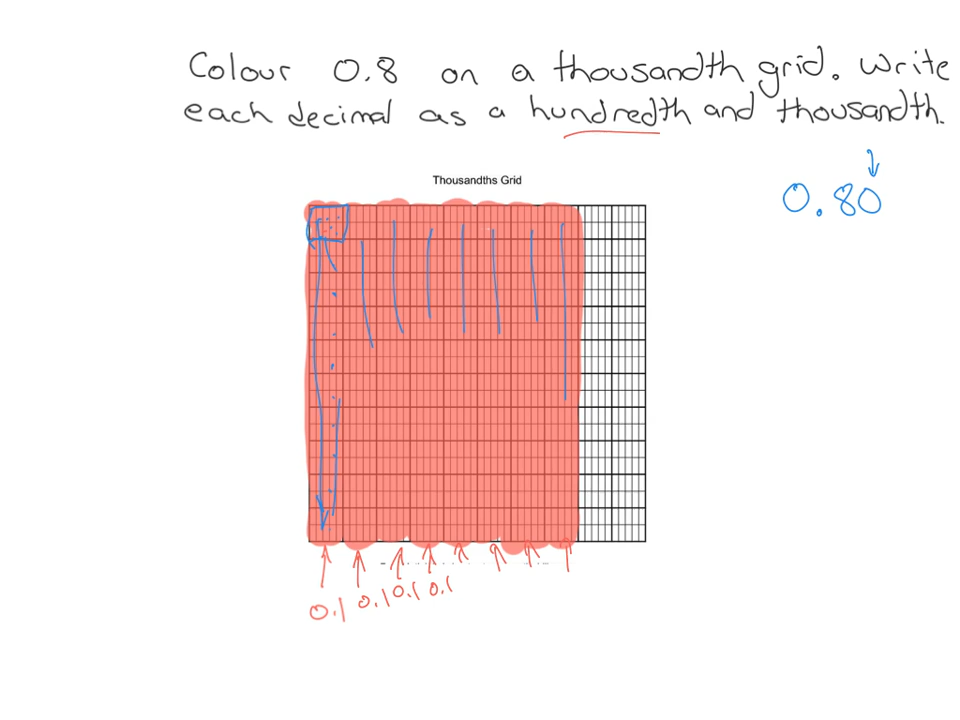 Colour 0.8 on a thousandth grid. Write
each decimal as a hundredth and thousandth.
Thousandths Grid
0.80
0.1 0.1 0.1 0.1